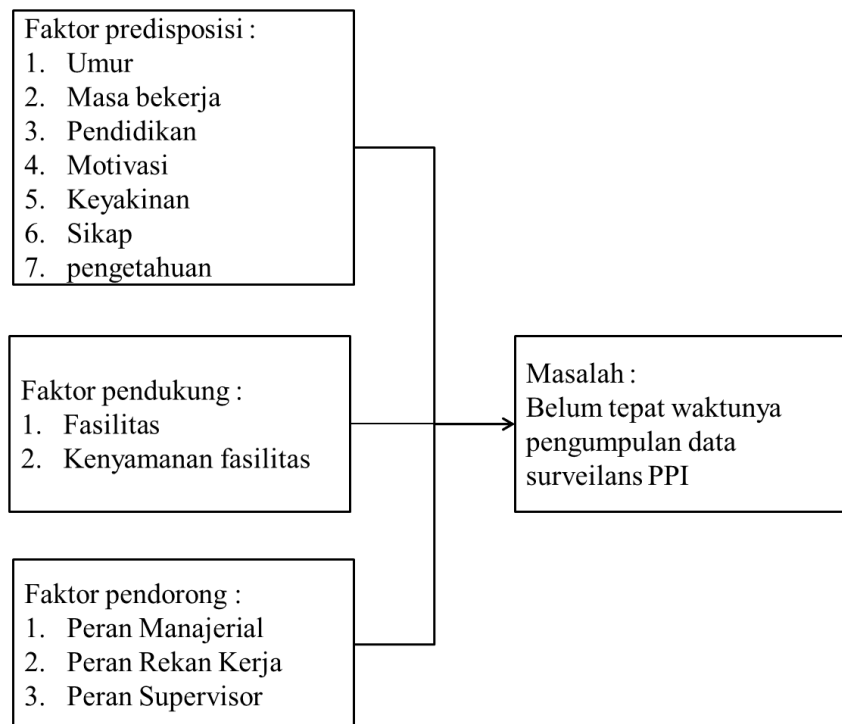 Faktor predisposisi :
1. Umur
2. Masa bekerja
3. Pendidikan
4. Motivasi
5. Keyakinan
6. Sikap
7. pengetahuan
Faktor pendukung :
1. Fasilitas
2. Kenyamanan fasilitas
Faktor pendorong :
1. Peran Manajerial
2. Peran Rekan Kerja
3. Peran Supervisor
Masalah :
Belum tepat waktunya
pengumpulan data
surveilans PPI